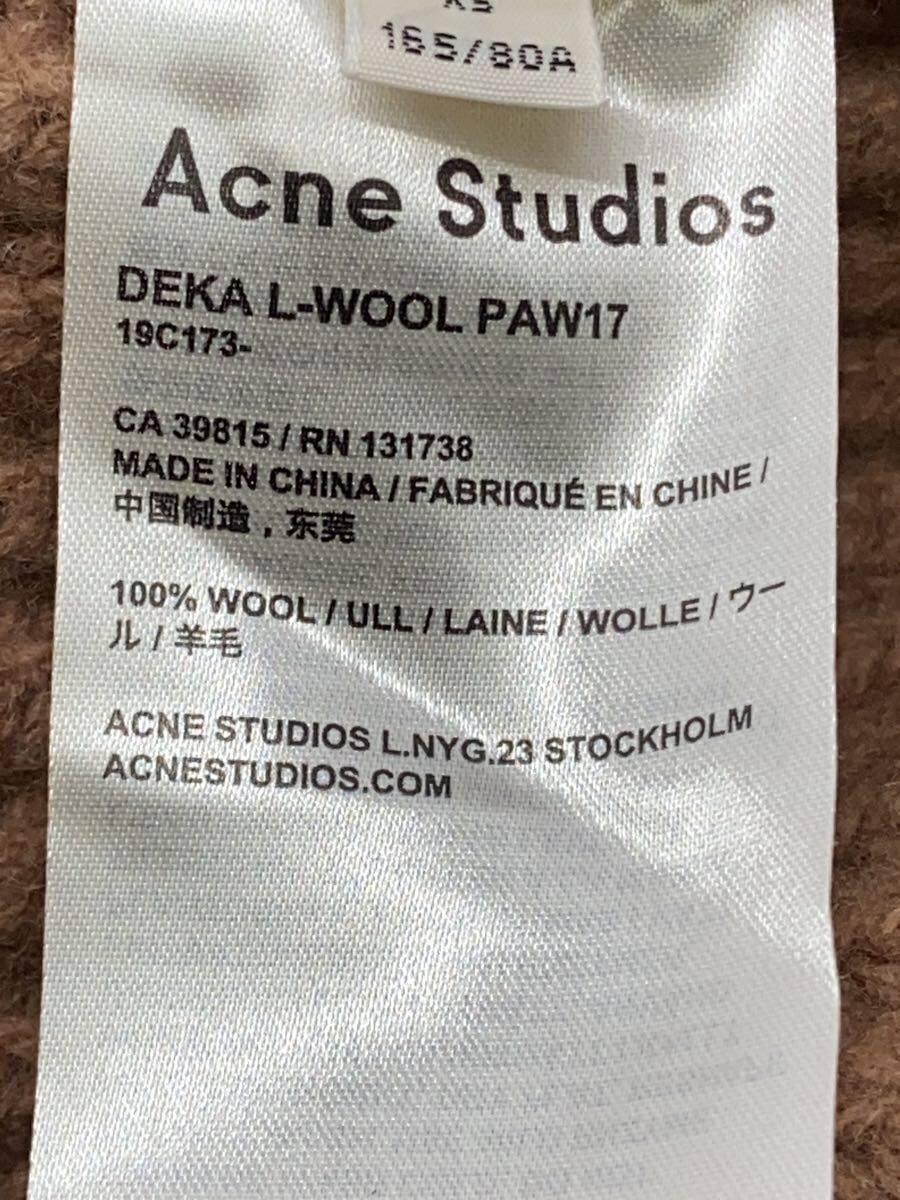 XS
165/80A
Acne Studios
DEKA L-WOOL PAW17
19C173-
CA 39815 / RN 131738
MADE IN CHINA / FABRIQUÉ EN CHINE /
中国制造，东莞
100% WOOL / ULL / LAINE / WOLLE / ウー
ル / 羊毛
ACNE STUDIOS L.NYG.23 STOCKHOLM
ACNESTUDIOS.COM